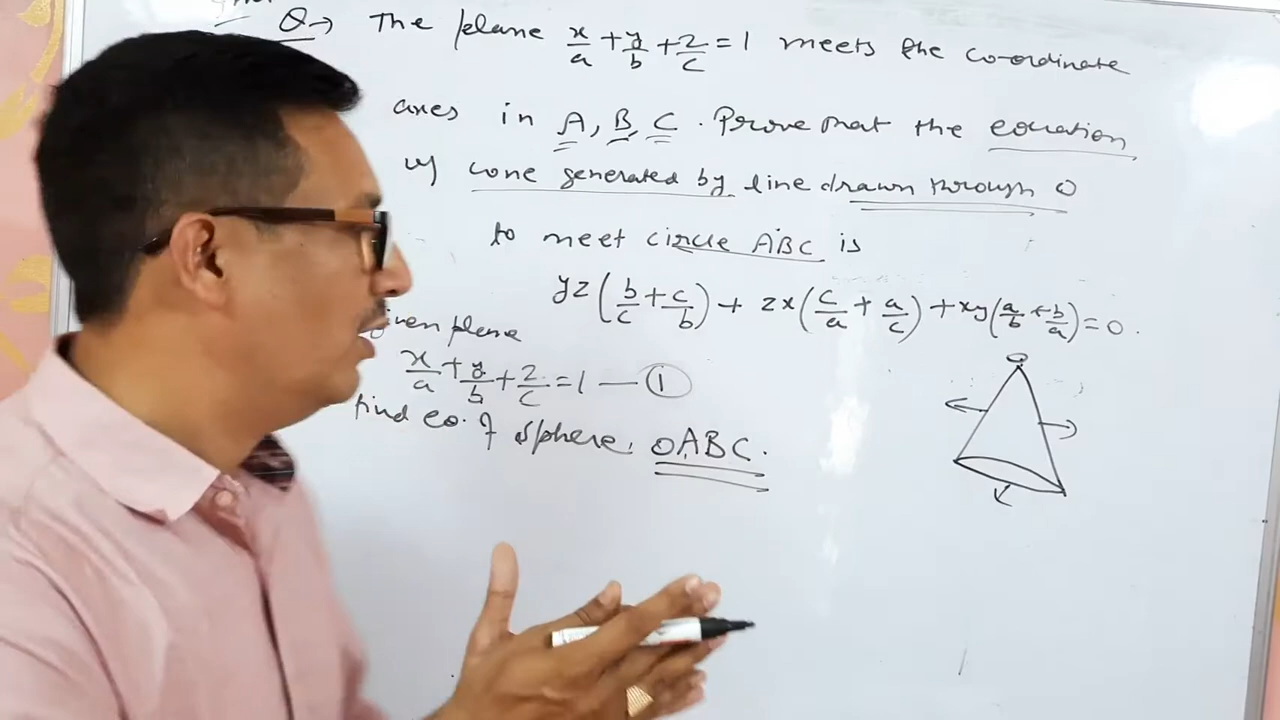 Q→ The plane x/a + y/b + z/c = 1 meets the co-ordinate
axes in A, B, C. Prove that the equation
of cone generated by line drawn through O
to meet circle ABC is
yz(b/c + c/b) + zx(c/a + a/c) + xy(a/b + b/a) = 0.
given plane
x/a + y/b + z/c = 1 — ①
find eq. of sphere. OABC.